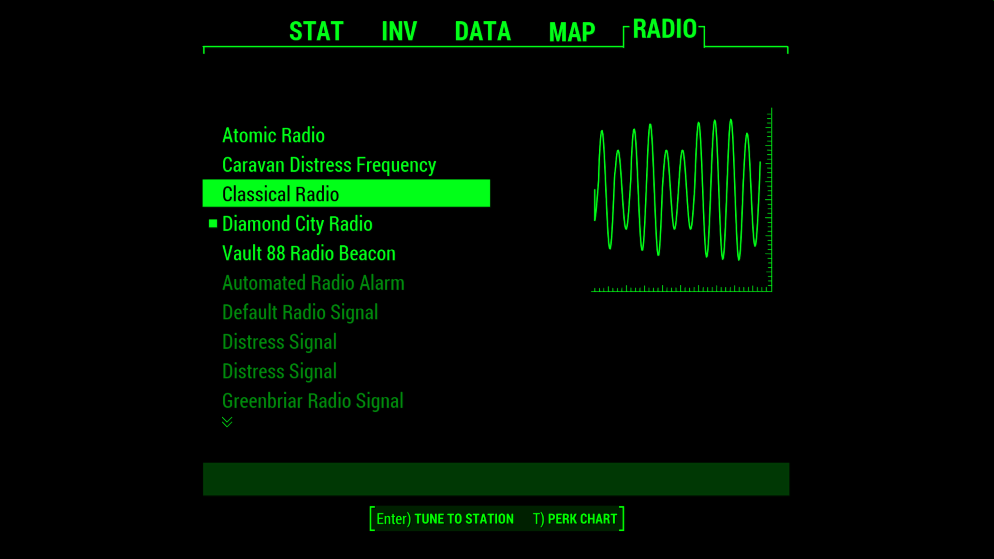 STAT INV DATA MAP RADIO
Atomic Radio
Caravan Distress Frequency
Classical Radio
Diamond City Radio
Vault 88 Radio Beacon
Automated Radio Alarm
Default Radio Signal
Distress Signal
Distress Signal
Greenbriar Radio Signal
Enter) TUNE TO STATION T) PERK CHART